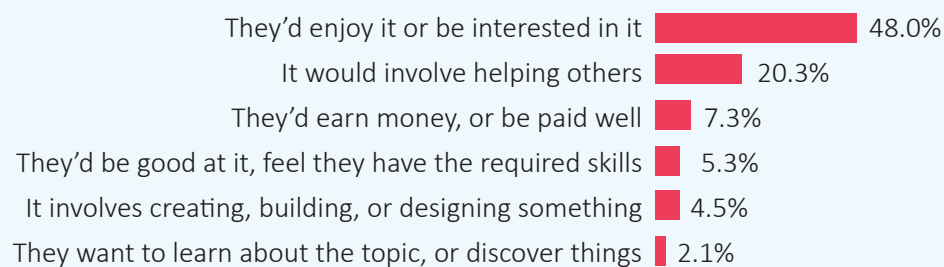 They’d enjoy it or be interested in it 48.0%
It would involve helping others 20.3%
They’d earn money, or be paid well 7.3%
They’d be good at it, feel they have the required skills 5.3%
It involves creating, building, or designing something 4.5%
They want to learn about the topic, or discover things 2.1%